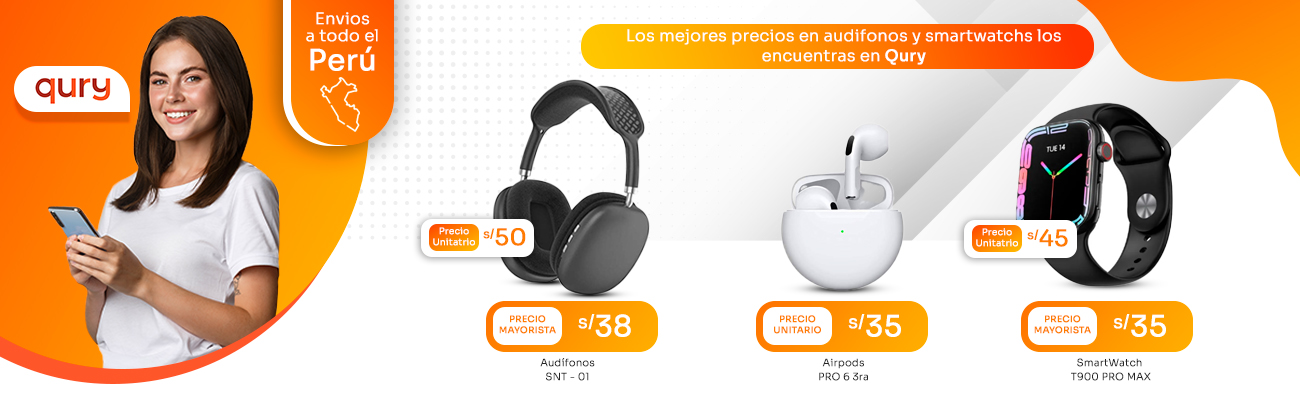 qury
Envios
a todo el
Perú
Los mejores precios en audifonos y smartwatchs los
encuentras en Qury
Precio
Unitatrio
s/50
PRECIO
MAYORISTA
s/38
Audífonos
SNT - 01
PRECIO
UNITARIO
s/35
Airpods
PRO 6 3ra
TUE 14
Precio
Unitatrio
s/45
PRECIO
MAYORISTA
s/35
SmartWatch
T900 PRO MAX